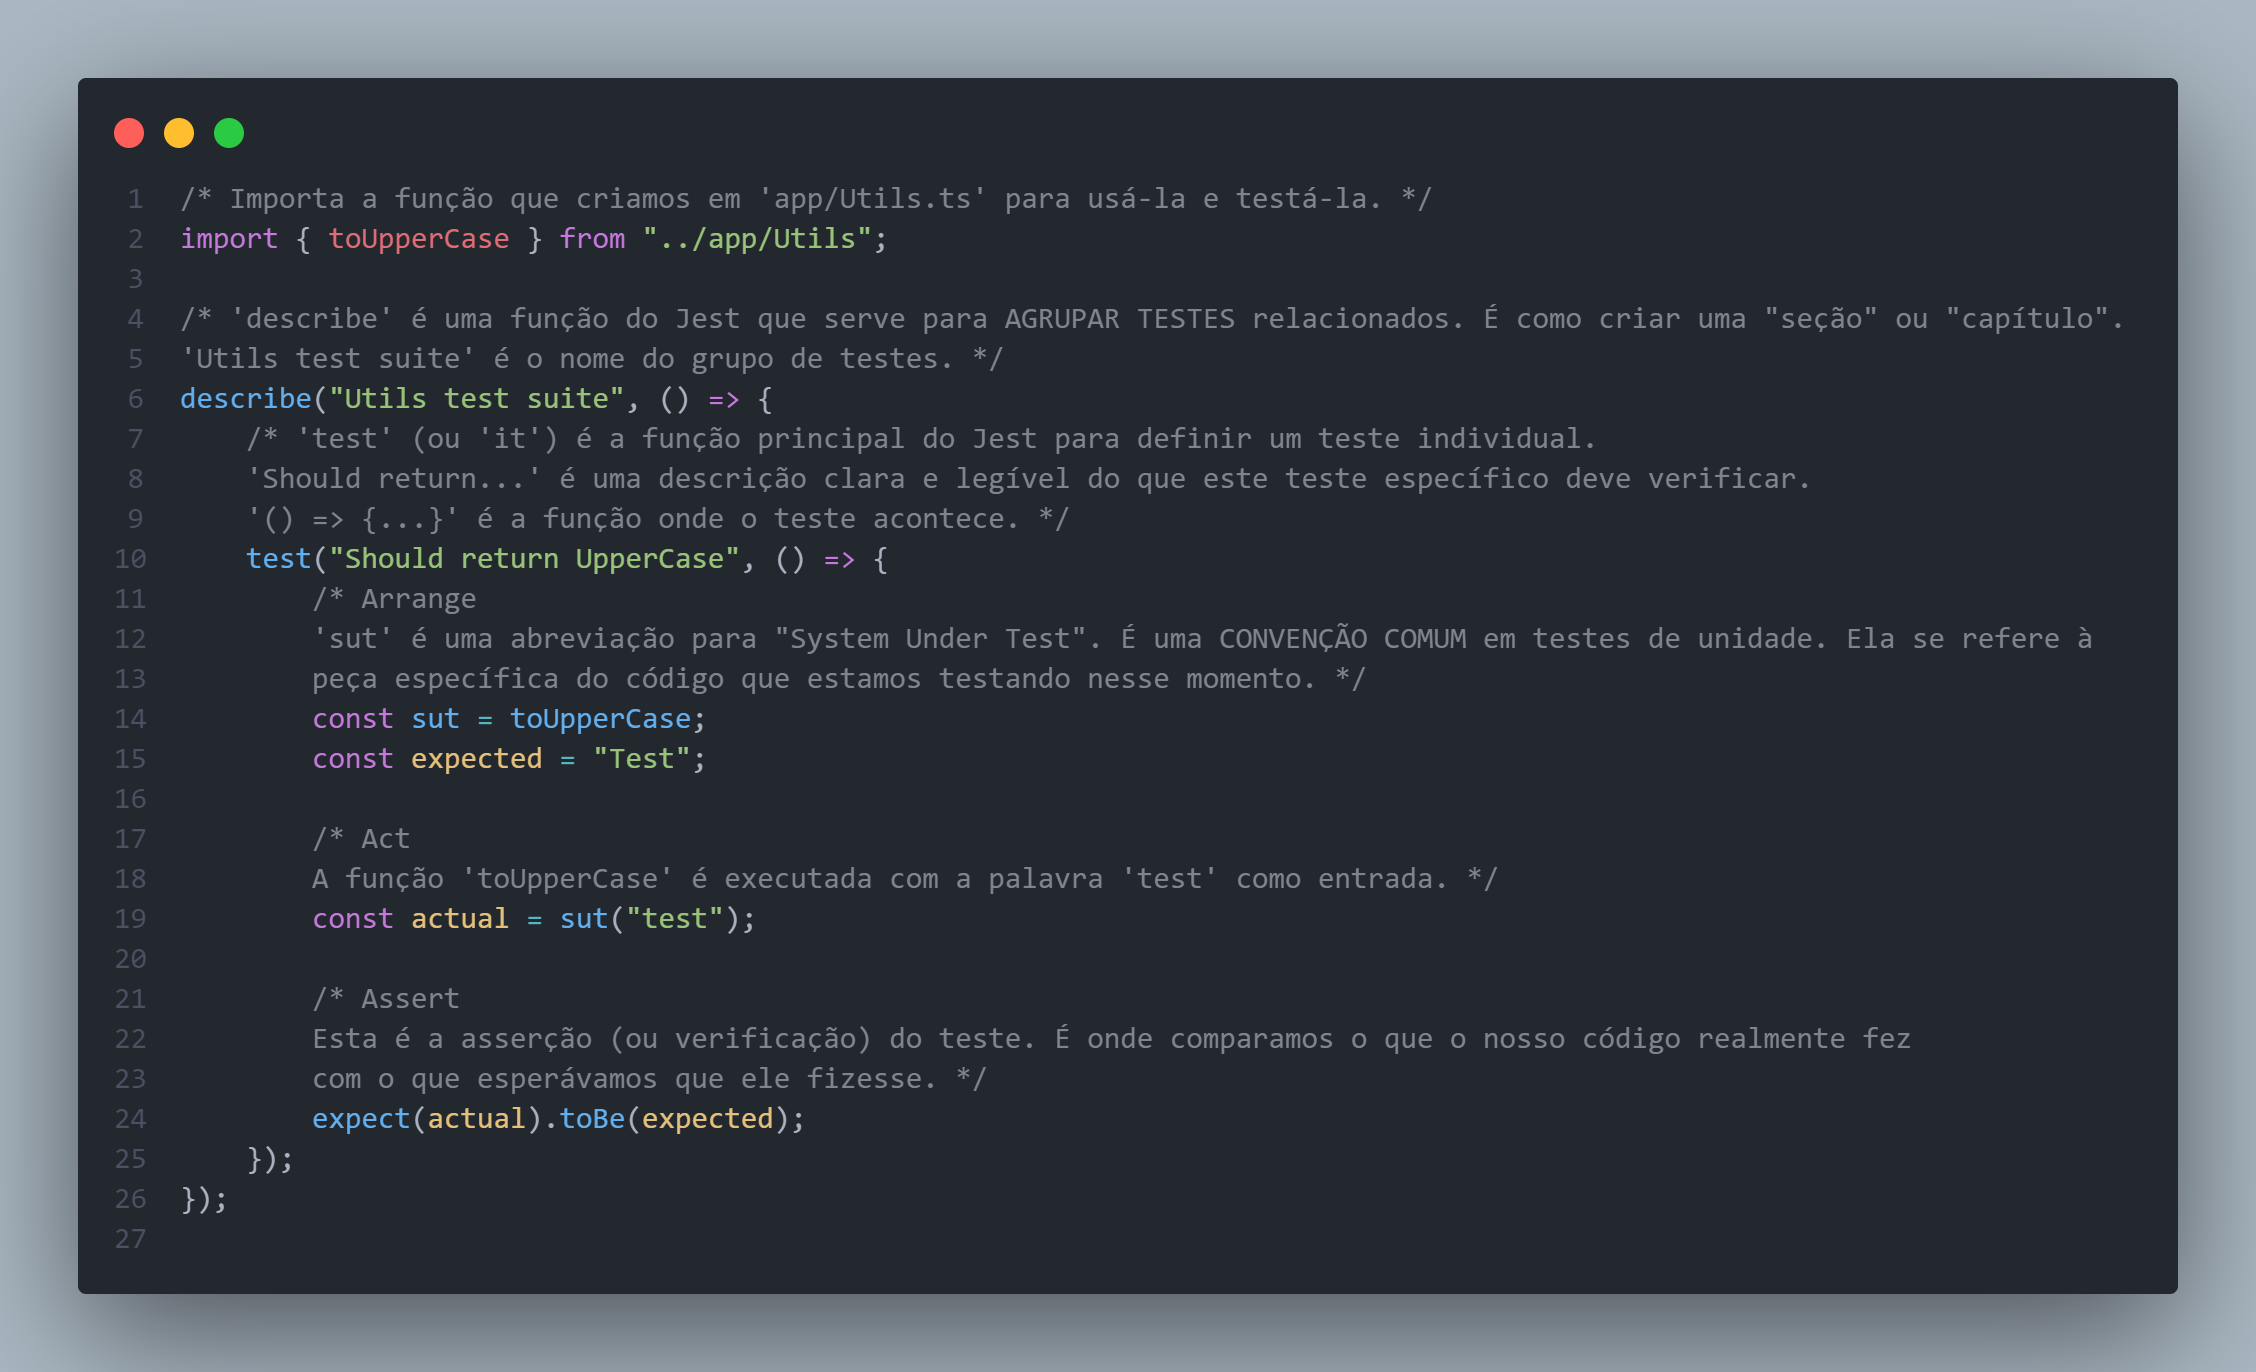 1 /* Importa a função que criamos em 'app/Utils.ts' para usá-la e testá-la. */
2 import { toUpperCase } from "../app/Utils";
3
4 /* 'describe' é uma função do Jest que serve para AGRUPAR TESTES relacionados. É como criar uma "seção" ou "capítulo".
5 'Utils test suite' é o nome do grupo de testes. */
6 describe("Utils test suite", () => {
7     /* 'test' (ou 'it') é a função principal do Jest para definir um teste individual.
8     'Should return...' é uma descrição clara e legível do que este teste específico deve verificar.
9     '() => {...}' é a função onde o teste acontece. */
10     test("Should return UpperCase", () => {
11         /* Arrange
12         'sut' é uma abreviação para "System Under Test". É uma CONVENÇÃO COMUM em testes de unidade. Ela se refere à
13         peça específica do código que estamos testando nesse momento. */
14         const sut = toUpperCase;
15         const expected = "Test";
16
17         /* Act
18         A função 'toUpperCase' é executada com a palavra 'test' como entrada. */
19         const actual = sut("test");
20
21         /* Assert
22         Esta é a asserção (ou verificação) do teste. É onde comparamos o que o nosso código realmente fez
23         com o que esperávamos que ele fizesse. */
24         expect(actual).toBe(expected);
25     });
26 });
27